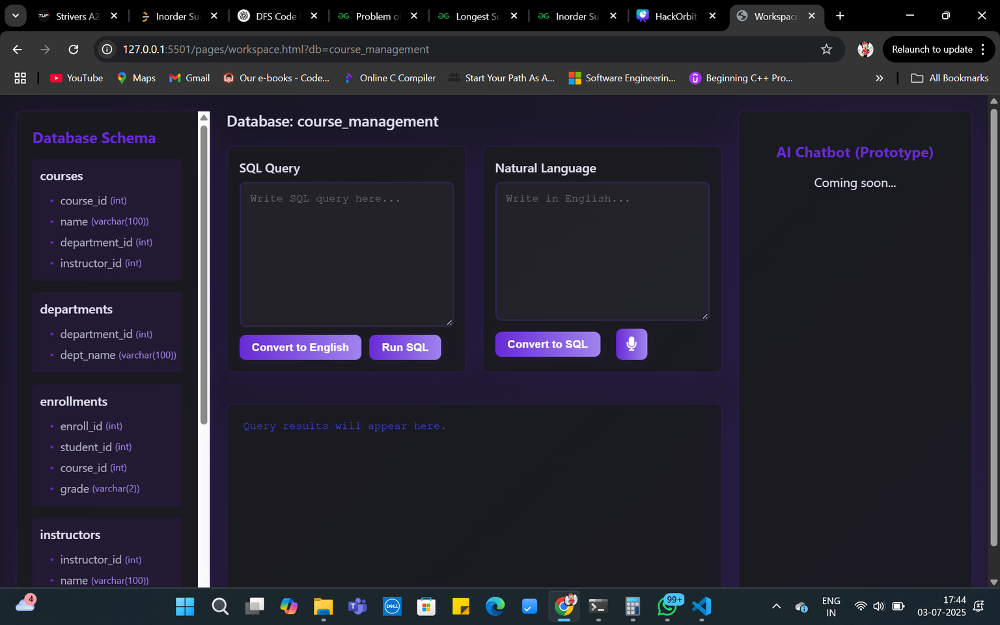 Strivers A2
Inorder Su
DFS Code
Problem o
Longest Su
Inorder Su
HackOrbit
Workspace
127.0.0.1:5501/pages/workspace.html?db=course_management
Relaunch to update
YouTube
Maps
Gmail
Our e-books - Code...
Online C Compiler
Start Your Path As A...
Software Engineerin...
Beginning C++ Pro...
All Bookmarks
Database Schema
courses
course_id (int)
name (varchar(100))
department_id (int)
instructor_id (int)
departments
department_id (int)
dept_name (varchar(100))
enrollments
enroll_id (int)
student_id (int)
course_id (int)
grade (varchar(2))
instructors
instructor_id (int)
name (varchar(100))
Database: course_management
SQL Query
Write SQL query here...
Convert to English
Run SQL
Natural Language
Write in English...
Convert to SQL
Query results will appear here.
AI Chatbot (Prototype)
Coming soon...
4
DELL
99+
ENG
IN
17:44
03-07-2025